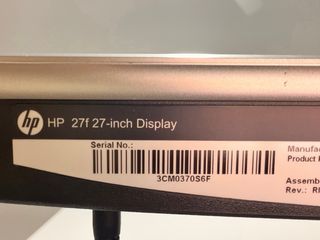 hp HP 27f 27-inch Display
Serial No.:
3CM0370S6F
Manufac
Product
Assemb
Rev.: